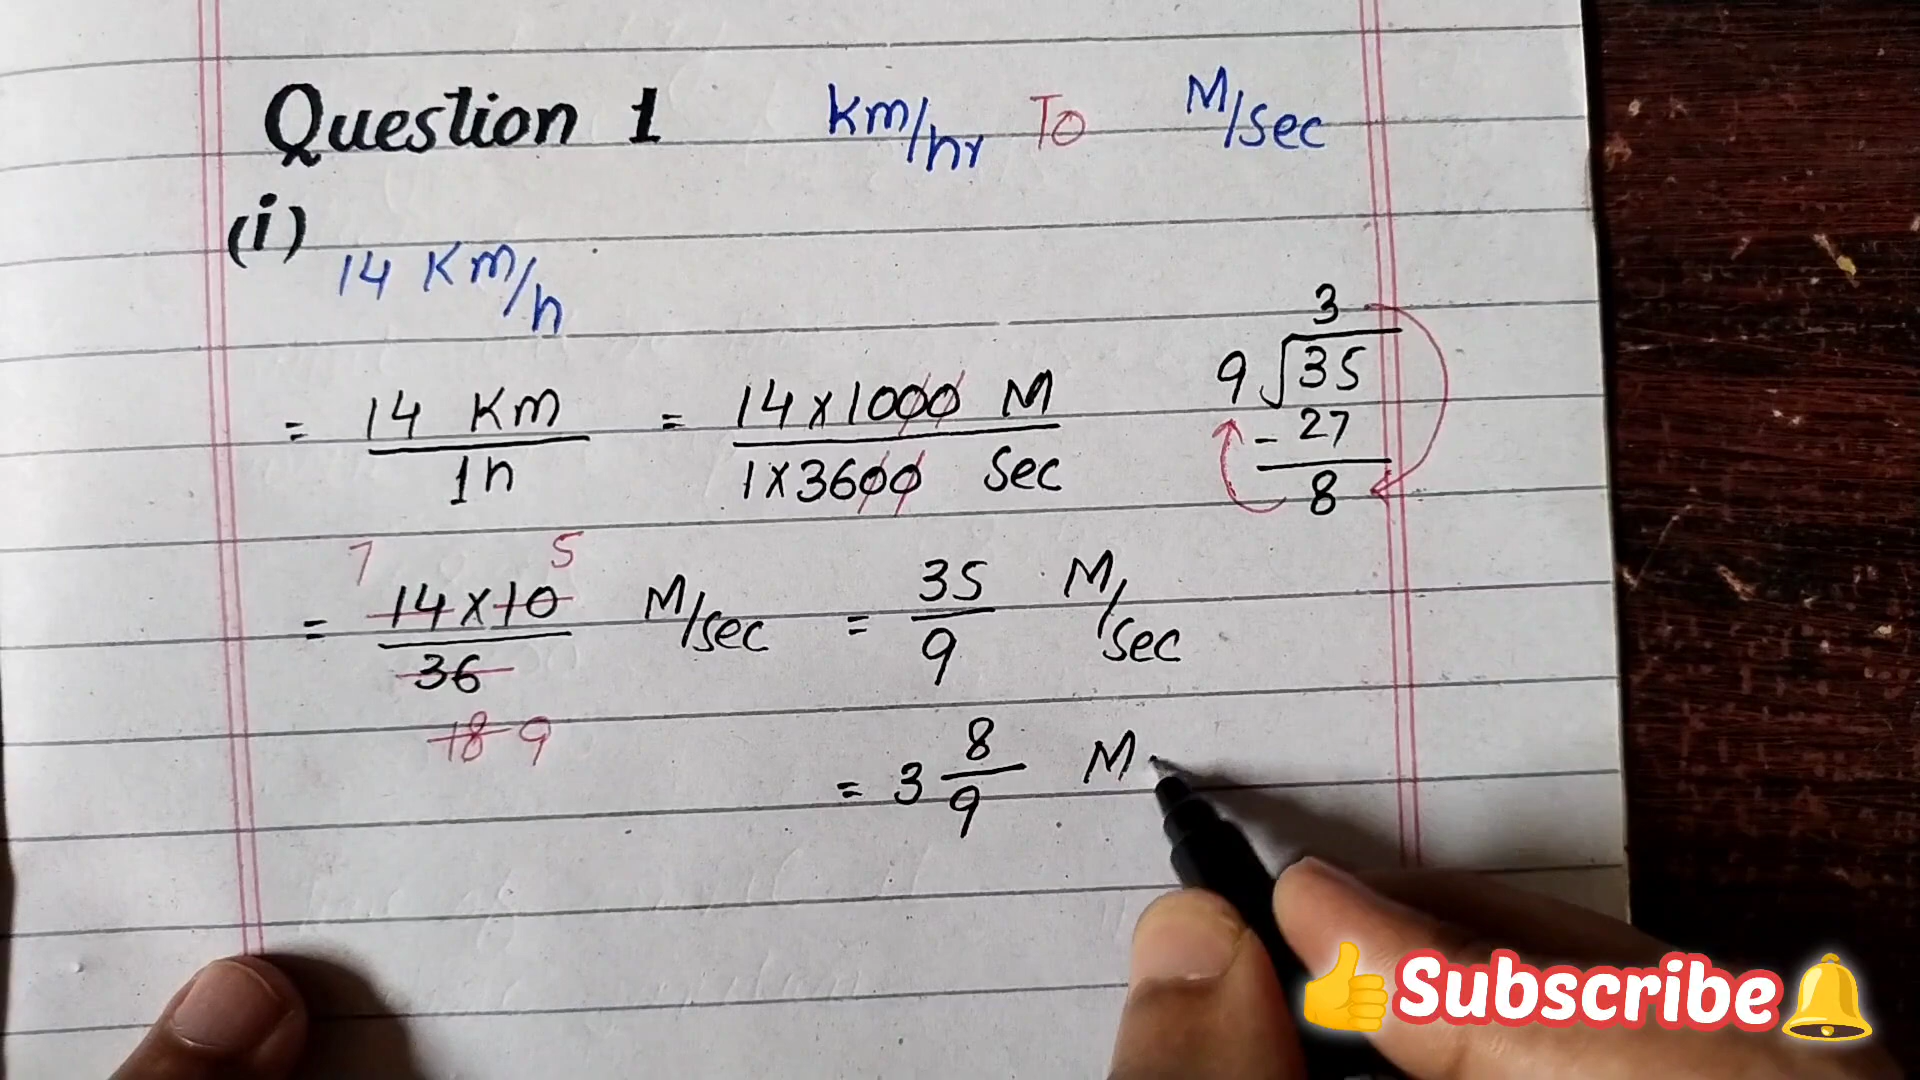 Question 1 Km/hr To M/sec
(i)
14 Km/h
= 14 Km / 1h = 14 x 1000 M / 1 x 3600 Sec
3
9 √35
- 27
8
7 5
= 14 x 10 / 36 M/sec = 35 / 9 M/sec
18 9
= 3 8/9 M
Subscribe